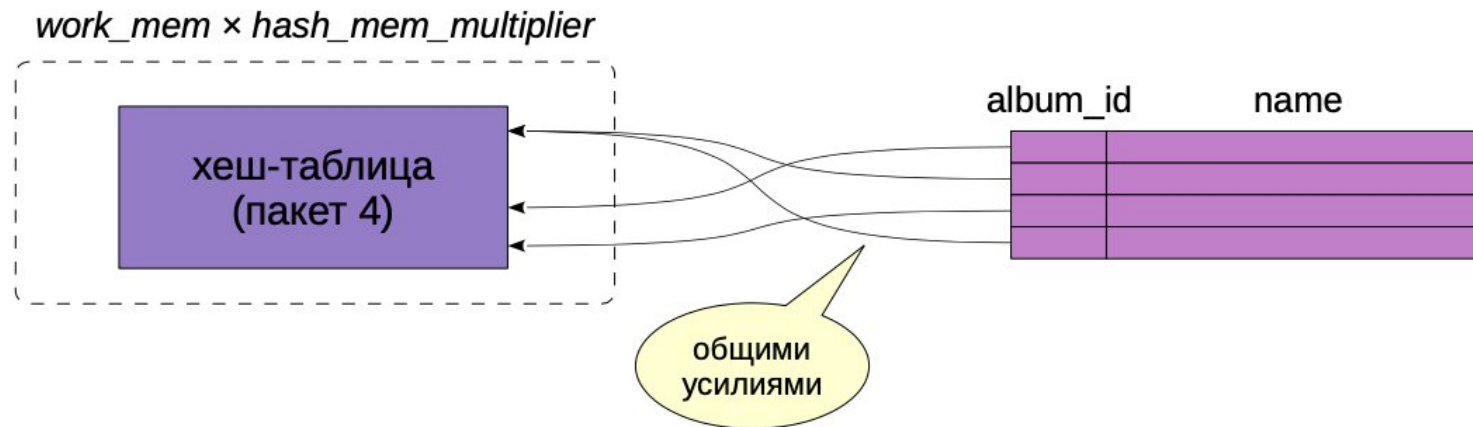 work_mem × hash_mem_multiplier
album_id name
хеш-таблица
(пакет 4)
общими
усилиями